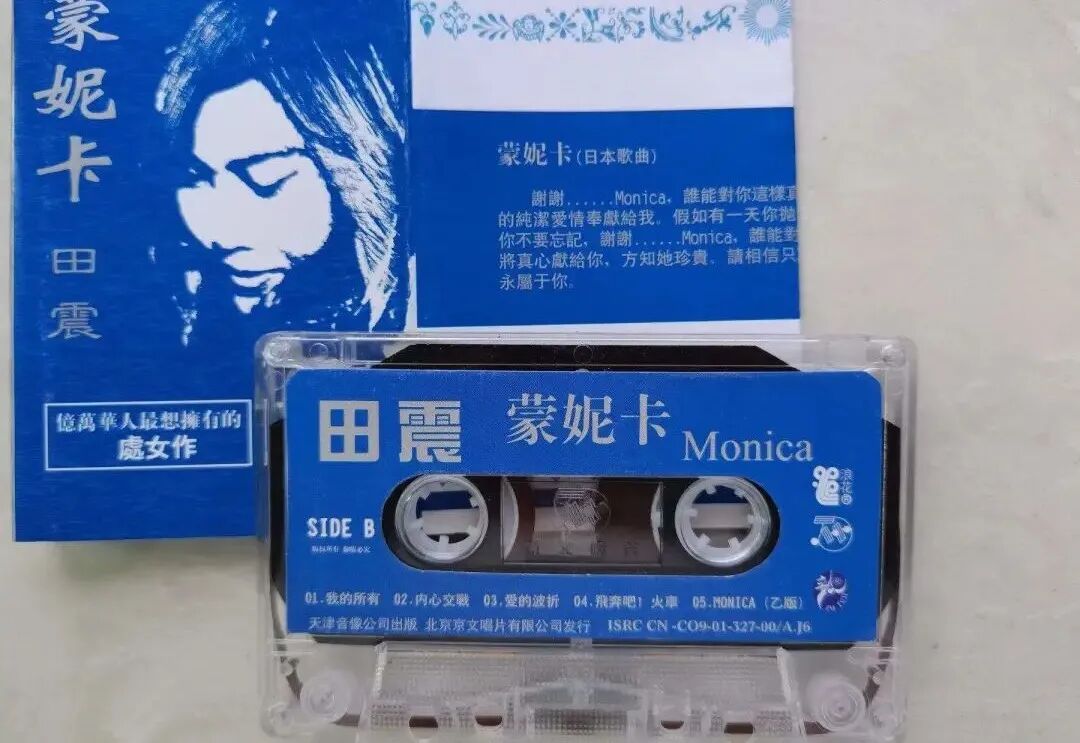 蒙妮卡
田震
億萬華人最想擁有的
處女作
蒙妮卡(日本歌曲)
謝謝......Monica, 誰能對你這樣真
的純潔愛情奉獻給我。假如有一天你拋
你不要忘記, 謝謝......Monica, 誰能對
將真心獻給你、方知她珍貴。請相信只
永屬于你。
田震 蒙妮卡 Monica
浪花
SIDE B
01.我的所有 02.内心交戰 03.愛的波折 04.飛奔吧!火車 05.MONICA (乙版)
天津音像公司出版 北京京文唱片有限公司发行 ISRC CN -CO9-01-327-00/A.J6